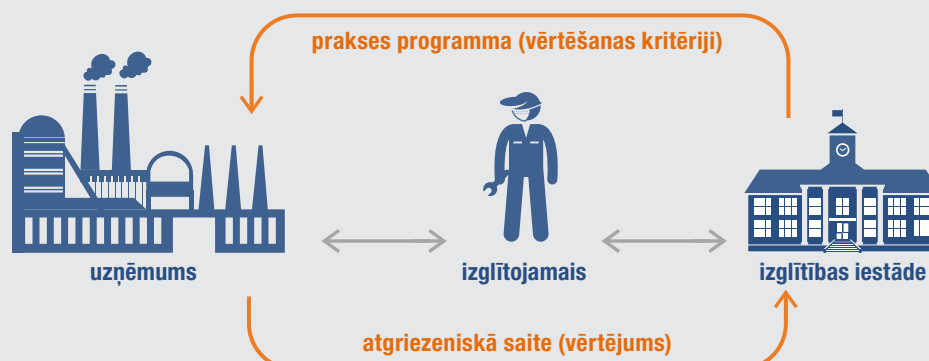 prakses programma (vērtēšanas kritēriji)
uzņēmums
izglītojamais
izglītības iestāde
atgriezeniskā saite (vērtējums)